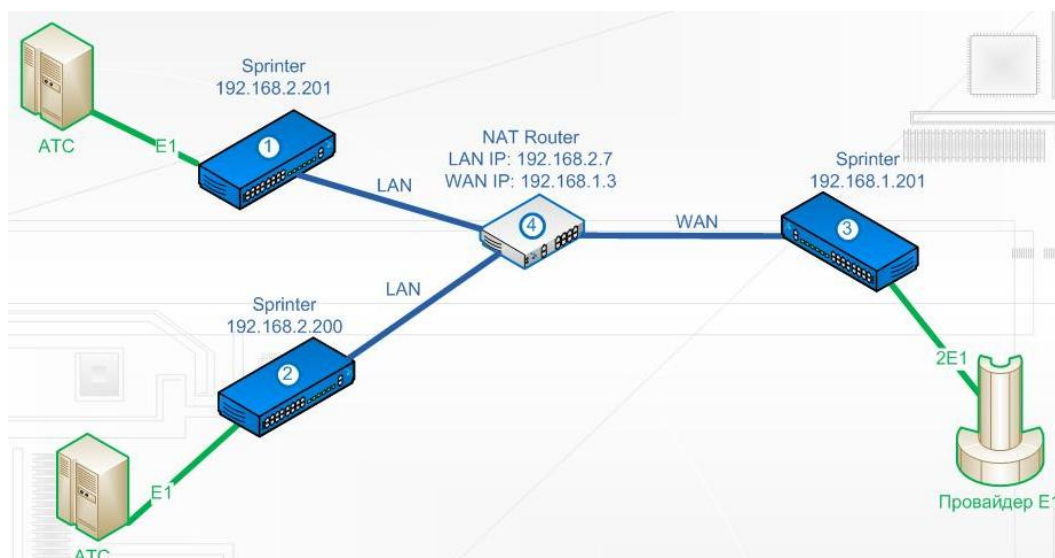 Sprinter
192.168.2.201
АТС
E1
1
NAT Router
LAN IP: 192.168.2.7
WAN IP: 192.168.1.3
Sprinter
192.168.1.201
LAN
4
WAN
3
LAN
Sprinter
192.168.2.200
2
2E1
E1
Провайдер E1
АТС